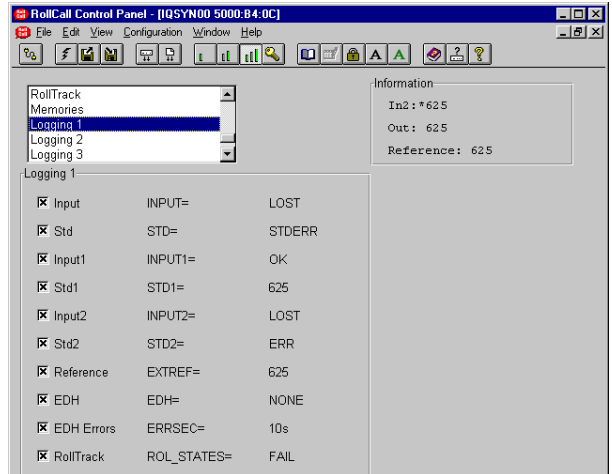 RollCall Control Panel - [IQSYN00 5000:B4:0C]
File Edit View Configuration Window Help
A A
RollTrack
Memories
Logging 1
Logging 2
Logging 3
Information
In2:*625
Out: 625
Reference: 625
Logging 1
Input INPUT= LOST
Std STD= STDERR
Input1 INPUT1= OK
Std1 STD1= 625
Input2 INPUT2= LOST
Std2 STD2= ERR
Reference EXTREF= 625
EDH EDH= NONE
EDH Errors ERRSEC= 10s
RollTrack ROL_STATES= FAIL